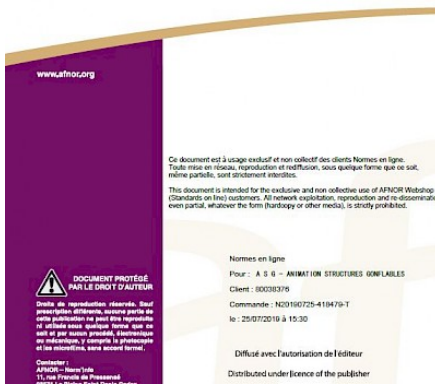 www.afnor.org
Ce document est à usage exclusif et non collectif des clients Normes en ligne.
Toute mise en réseau, reproduction et rediffusion, sous quelque forme que ce soit,
même partielle, sont strictement interdites.
This document is intended for the exclusive and non collective use of AFNOR Webshop
(Standards on line) customers. All network exploitation, reproduction and re-disseminati
even partial, whatever the form (hardcopy or other media), is strictly prohibited.
Normes en ligne
Pour : A S G - ANIMATION STRUCTURES GONFLABLES
Client : 80038376
Commande : N20190725-418479-T
le : 25/07/2019 à 15:30
Diffusé avec l'autorisation de l'éditeur
Distributed under licence of the publisher
DOCUMENT PROTÉGÉ
PAR LE DROIT D'AUTEUR
Droits de reproduction réservés. Sauf
prescription différente, aucune partie de
cette publication ne peut être reproduite
ni utilisée sous quelque forme que ce
soit et par aucun procédé, électronique
ou mécanique, y compris la photocopie
et les microfilms, sans accord formel.
Contacter :
AFNOR – Norm'Info
11, rue Francis de Pressensé